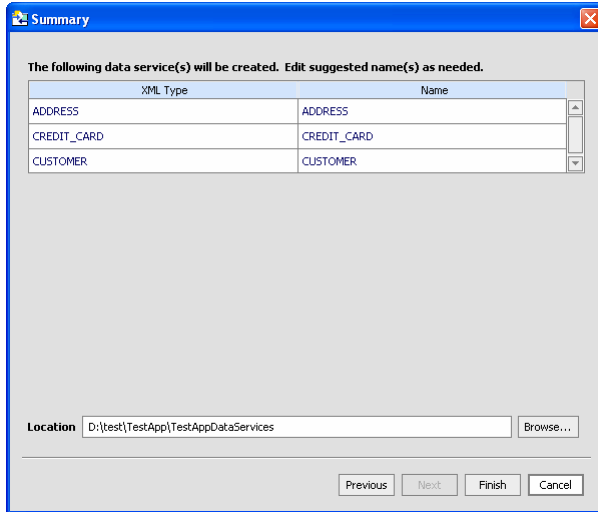 Summary
The following data service(s) will be created. Edit suggested name(s) as needed.
XML Type Name
ADDRESS ADDRESS
CREDIT_CARD CREDIT_CARD
CUSTOMER CUSTOMER
Location D:\test\TestApp\TestAppDataServices Browse...
Previous Next Finish Cancel